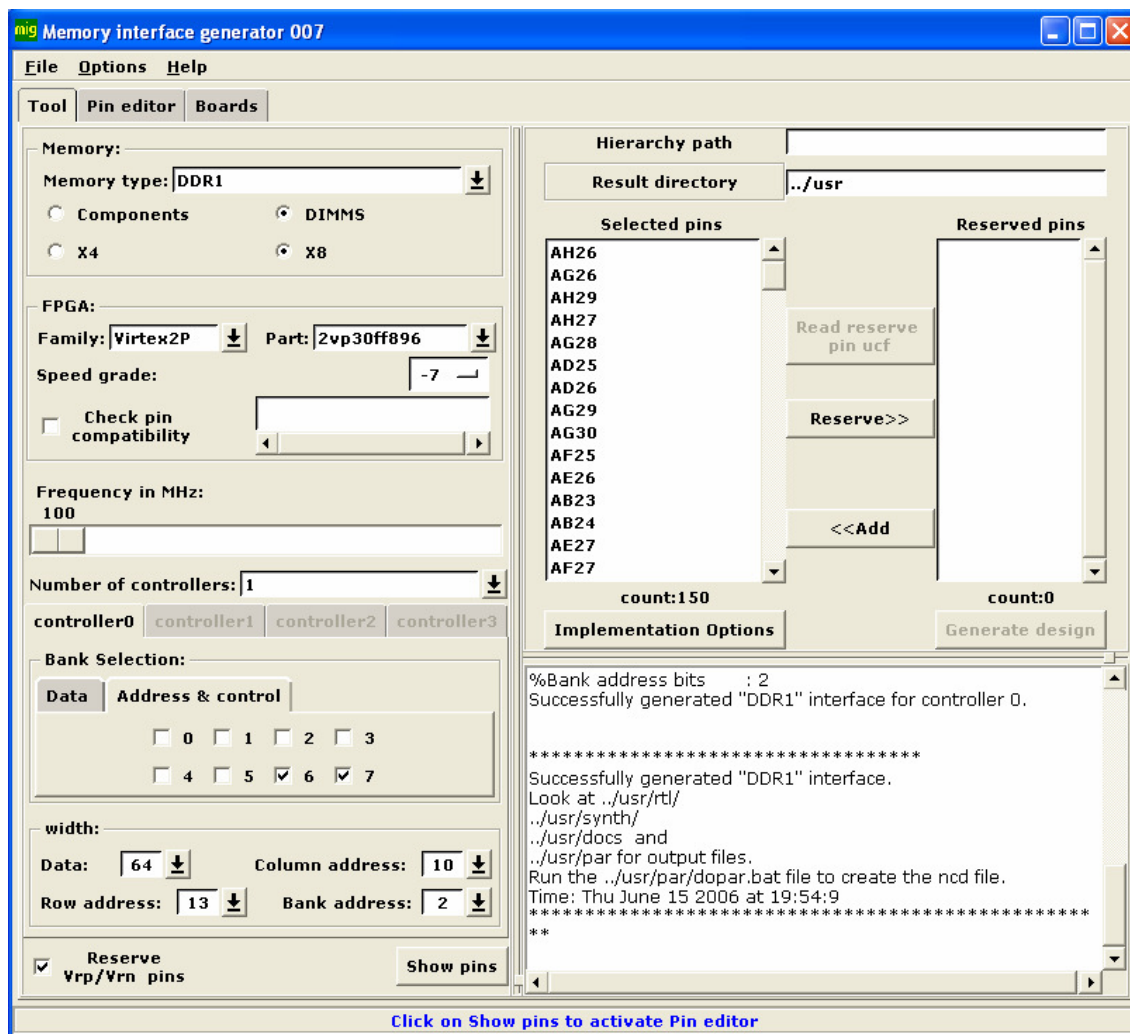 mig Memory interface generator 007
File Options Help
Tool Pin editor Boards
Memory:
Memory type: DDR1
Components DIMMS
X4 X8
FPGA:
Family: Virtex2P Part: 2vp30ff896
Speed grade: -7
Check pin
compatibility
Frequency in MHz:
100
Number of controllers: 1
controller0 controller1 controller2 controller3
Bank Selection:
Data Address & control
0 1 2 3
4 5 6 7
width:
Data: 64 Column address: 10
Row address: 13 Bank address: 2
Reserve
Vrp/Vrn pins
Show pins
Hierarchy path
Result directory ../usr
Selected pins Reserved pins
AH26
AG26
AH29
AH27
AG28
AD25
AD26
AG29
AG30
AF25
AE26
AB23
AB24
AE27
AF27
Read reserve
pin ucf
Reserve>>
<<Add
count:150 count:0
Implementation Options Generate design
%Bank address bits : 2
Successfully generated "DDR1" interface for controller 0.
***********************************
Successfully generated "DDR1" interface.
Look at ../usr/rtl/
../usr/synth/
../usr/docs and
../usr/par for output files.
Run the ../usr/par/dopar.bat file to create the ncd file.
Time: Thu June 15 2006 at 19:54:9
**************************************************
**
Click on Show pins to activate Pin editor